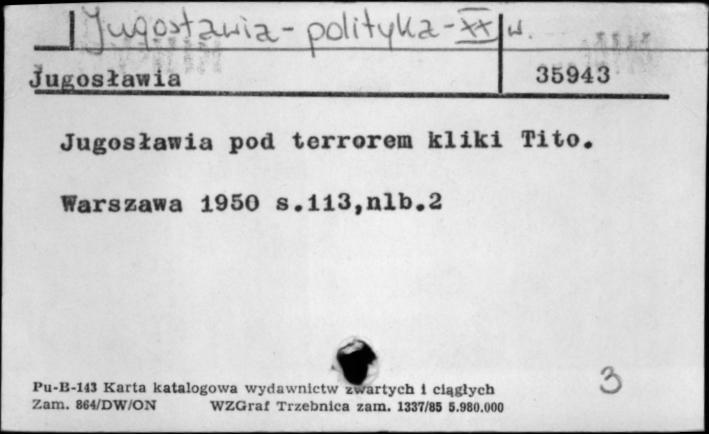 Jugosławia - polityka - XX w.
Jugosławia 35943
Jugosławia pod terrorem kliki Tito.
Warszawa 1950 s.113,nlb.2
Pu-B-143 Karta katalogowa wydawnictw zwartych i ciągłych
Zam. 864/DW/ON WZGraf Trzebnica zam. 1337/85 5.980.000
3